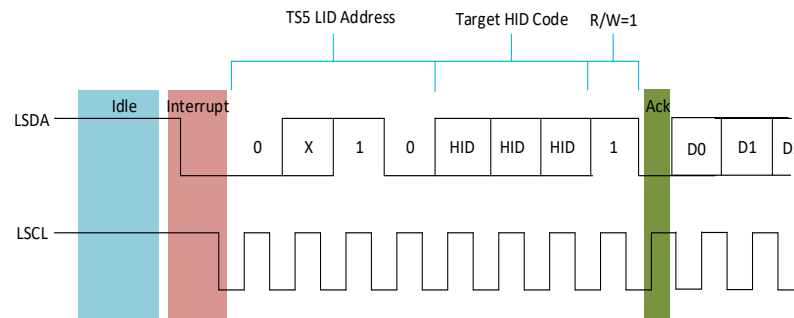 TS5 LID Address Target HID Code R/W=1
Idle Interrupt Ack
LSDA 0 X 1 0 HID HID HID 1 D0 D1 D
LSCL